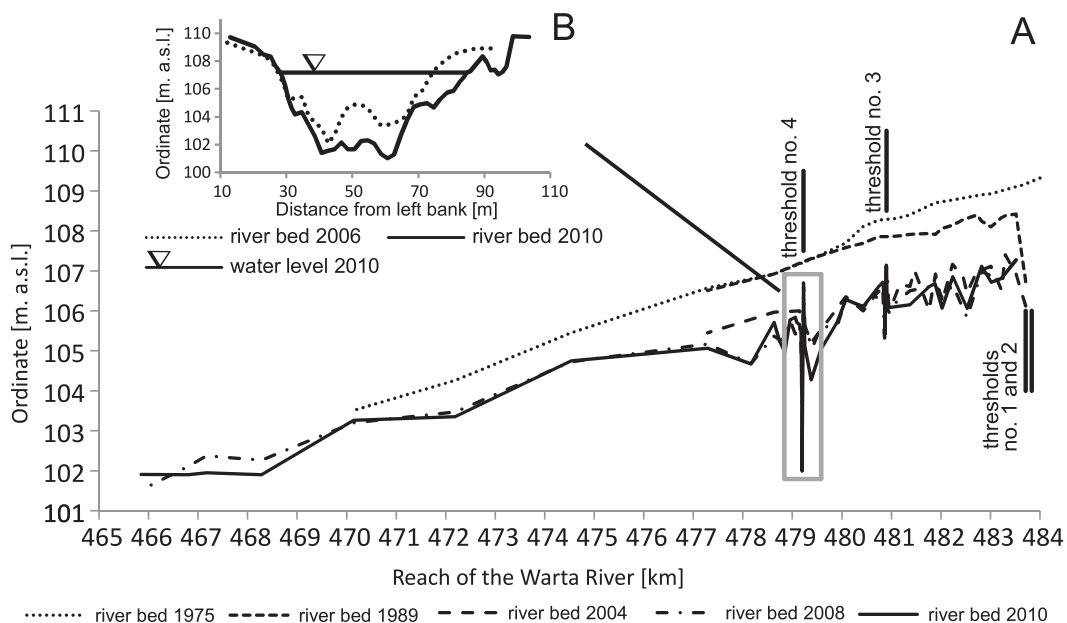 B
A
Ordinate [m. a.s.l.]
110
108
106
104
102
100
10 30 50 70 90 110
Distance from left bank [m]
river bed 2006 river bed 2010
water level 2010
Ordinate [m. a.s.l.]
111
110
109
108
107
106
105
104
103
102
101
threshold no. 4
threshold no. 3
thresholds
no. 1 and 2
465 466 467 468 469 470 471 472 473 474 475 476 477 478 479 480 481 482 483 484
Reach of the Warta River [km]
river bed 1975 river bed 1989 river bed 2004 river bed 2008 river bed 2010